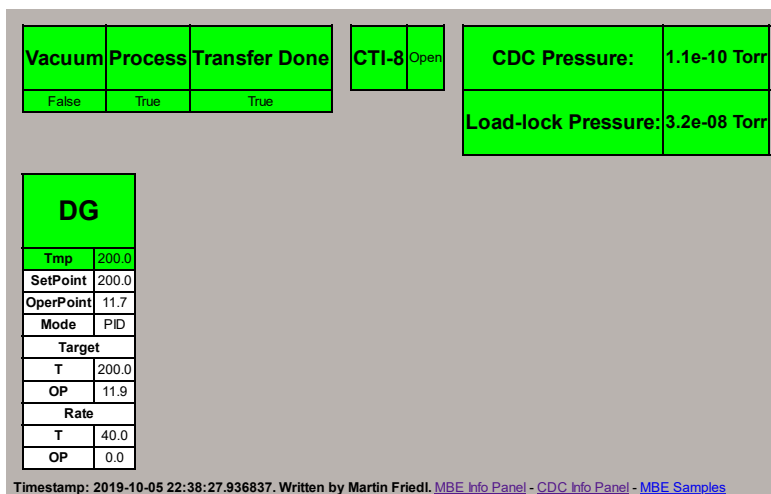 Vacuum Process Transfer Done CTI-8 Open CDC Pressure: 1.1e-10 Torr
False True True
Load-lock Pressure: 3.2e-08 Torr
DG
Tmp 200.0
SetPoint 200.0
OperPoint 11.7
Mode PID
Target
T 200.0
OP 11.9
Rate
T 40.0
OP 0.0
Timestamp: 2019-10-05 22:38:27.936837. Written by Martin Friedl. MBE Info Panel - CDC Info Panel - MBE Samples